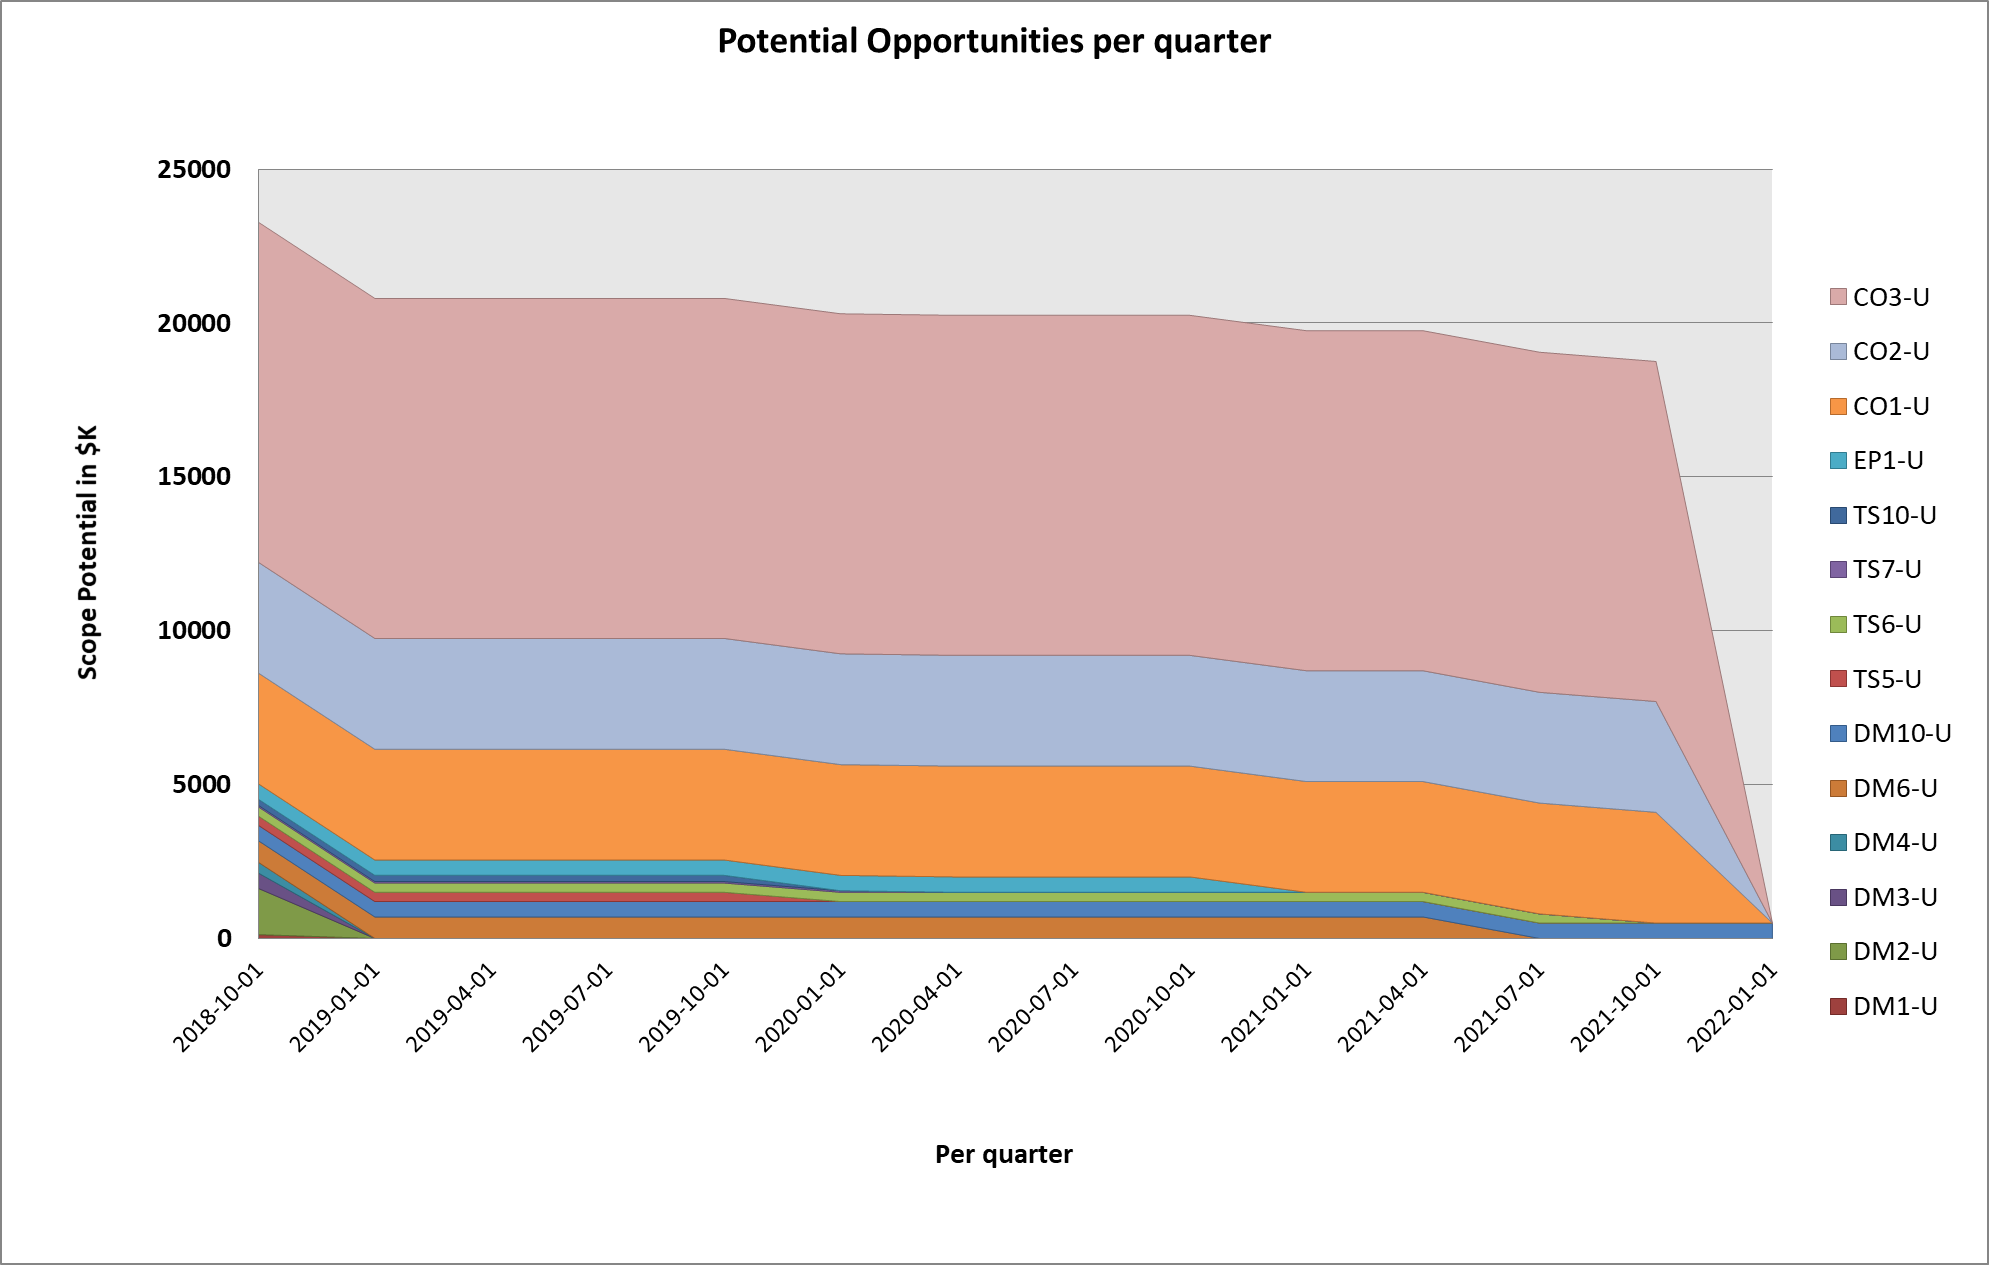 Potential Opportunities per quarter
25000
20000
15000
10000
5000
0
Scope Potential in $K
2018-10-01
2019-01-01
2019-04-01
2019-07-01
2019-10-01
2020-01-01
2020-04-01
2020-07-01
2020-10-01
2021-01-01
2021-04-01
2021-07-01
2021-10-01
2022-01-01
Per quarter
CO3-U
CO2-U
CO1-U
EP1-U
TS10-U
TS7-U
TS6-U
TS5-U
DM10-U
DM6-U
DM4-U
DM3-U
DM2-U
DM1-U